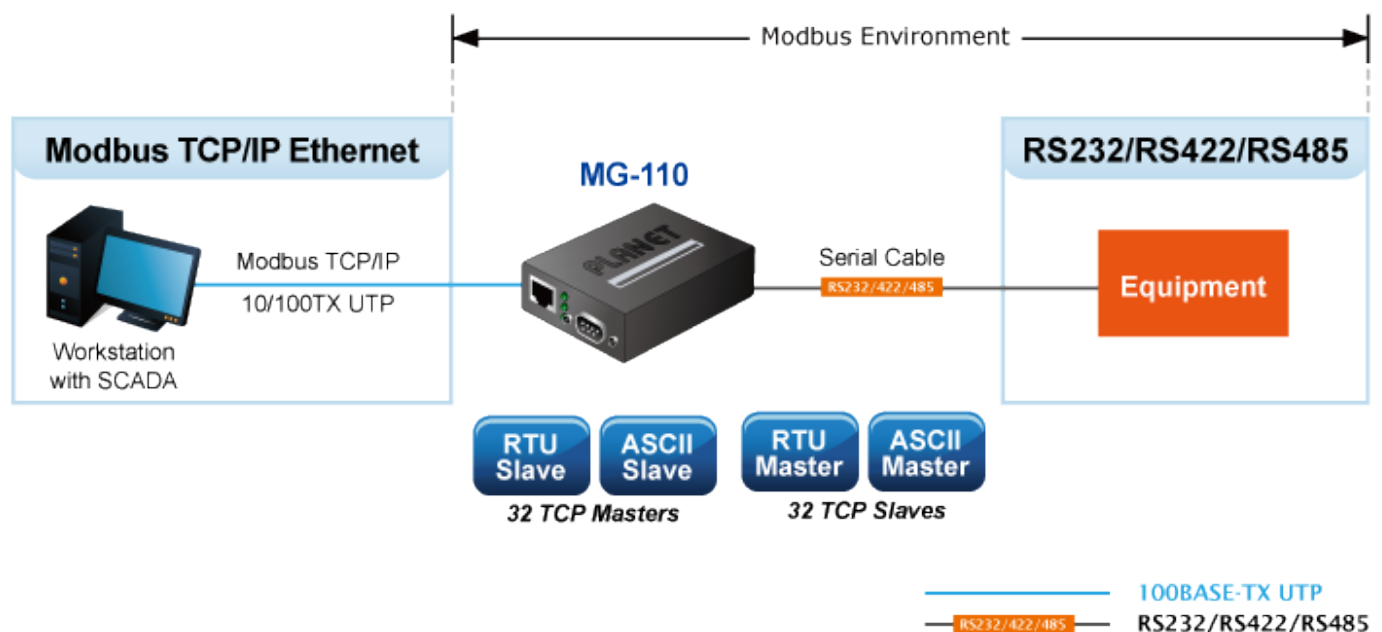 Modbus Environment
Modbus TCP/IP Ethernet
RS232/RS422/RS485
MG-110
PLANET
Modbus TCP/IP
10/100TX UTP
Workstation
with SCADA
Serial Cable
RS232/422/485
Equipment
RTU
Slave
ASCII
Slave
32 TCP Masters
RTU
Master
ASCII
Master
32 TCP Slaves
100BASE-TX UTP
RS232/422/485
RS232/RS422/RS485